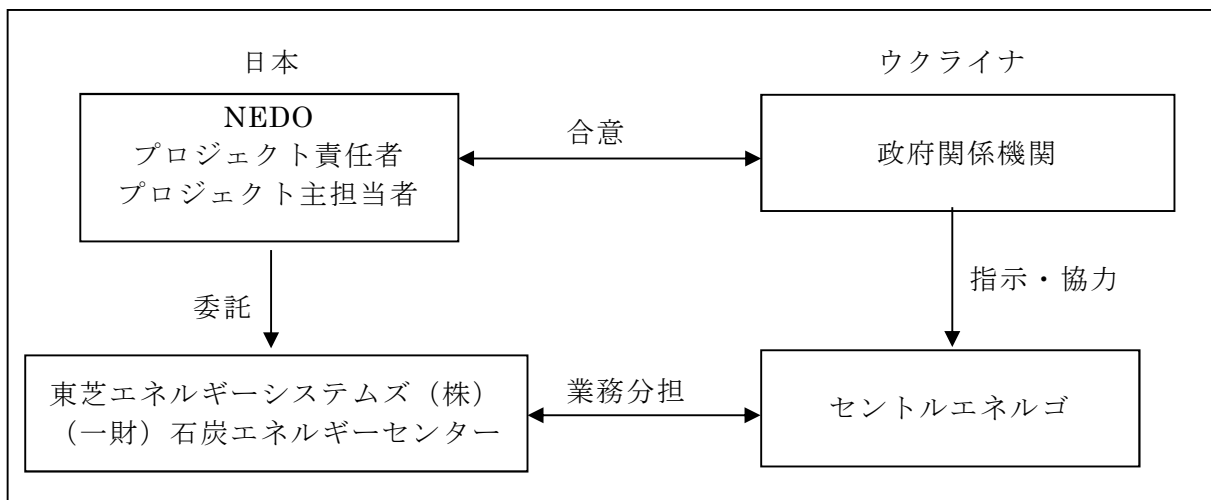 日本
ウクライナ
NEDO
プロジェクト責任者
プロジェクト主担当者
合意
政府関係機関
委託
指示・協力
東芝エネルギーシステムズ（株）
（一財）石炭エネルギーセンター
業務分担
セントルエネルゴ